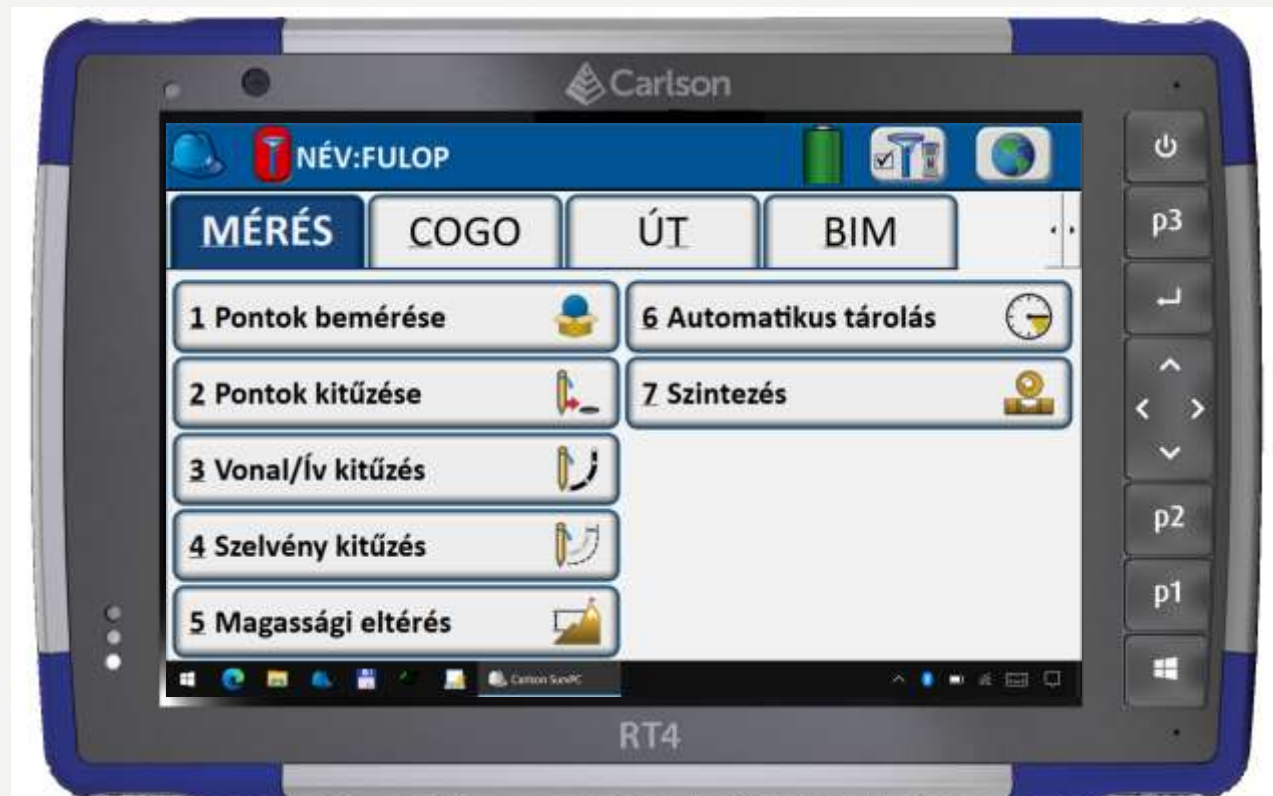 Carlson
NÉV:FULOP
MÉRÉS
COGO
ÚT
BIM
1 Pontok bemérése
2 Pontok kitűzése
3 Vonal/Ív kitűzés
4 Szelvény kitűzés
5 Magassági eltérés
6 Automatikus tárolás
7 Szintezés
Carlson SurvPC
RT4
p3
p2
p1